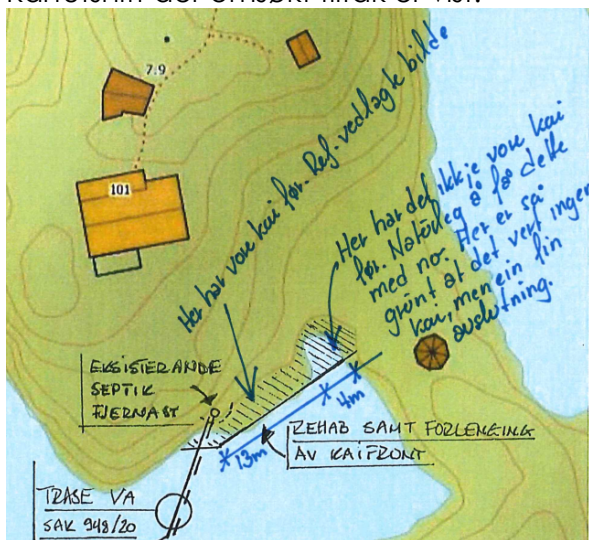 Kartutsnitt der omsøkt tiltak er vist:
7.9
101
Her har vore kai før. Ref. vedlagk bilde
Her har det ikkje vore kai
før. Naturleg å få dette
med no. Her er så
grunt at det vert ingen
kai, men ein fin
avslutning.
EKSISTERANDE
SEPTIK
FJERNAST
4m
13m
REHAB SAMT FORLENGING
AV KAIFRONT
TRASE VA
SAK 948/20